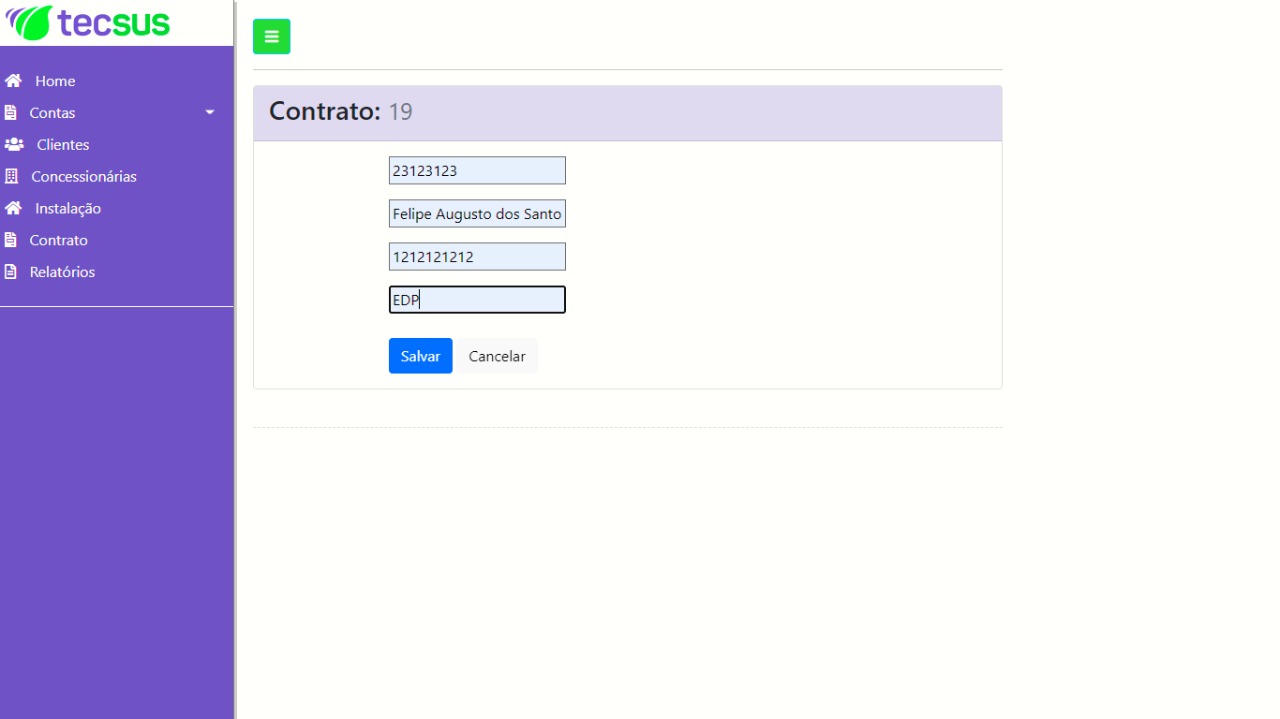 tecsus
Home
Contas
Clientes
Concessionárias
Instalação
Contrato
Relatórios
Contrato: 19
23123123
Felipe Augusto dos Santo
1212121212
EDP
Salvar Cancelar